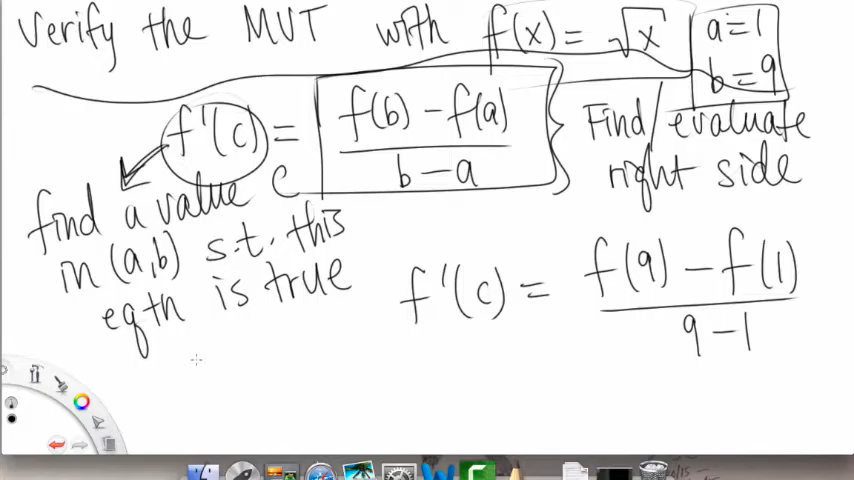 Verify the MVT with f(x) = √x a=1
b=9
f'(c) = f(b) - f(a) / b - a Find/evaluate
right side
find a value c
in (a,b) s.t. this
eqtn is true
f'(c) = f(9) - f(1) / 9 - 1